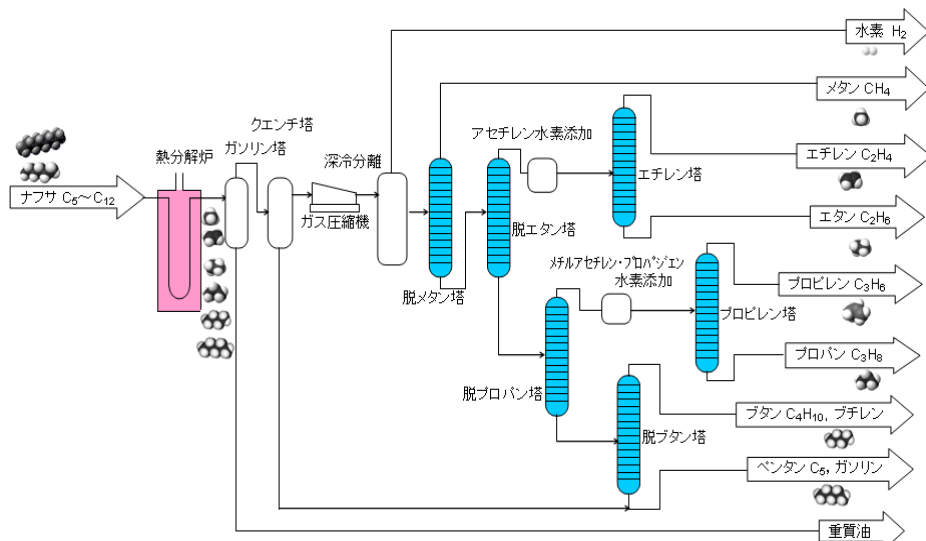 水素 H2
メタン CH4
クエンチ塔
アセチレン水素添加
ガソリン塔
深冷分離
熱分解炉
エチレン C2H4
ナフサ C5～C12
エチレン塔
ガス圧縮機
脱エタン塔
エタン C2H6
メチルアセチレン・プロパジエン
水素添加
脱メタン塔
プロピレン C3H6
プロピレン塔
プロパン C3H8
脱プロパン塔
ブタン C4H10, ブチレン
脱ブタン塔
ペンタン C5, ガソリン
重質油